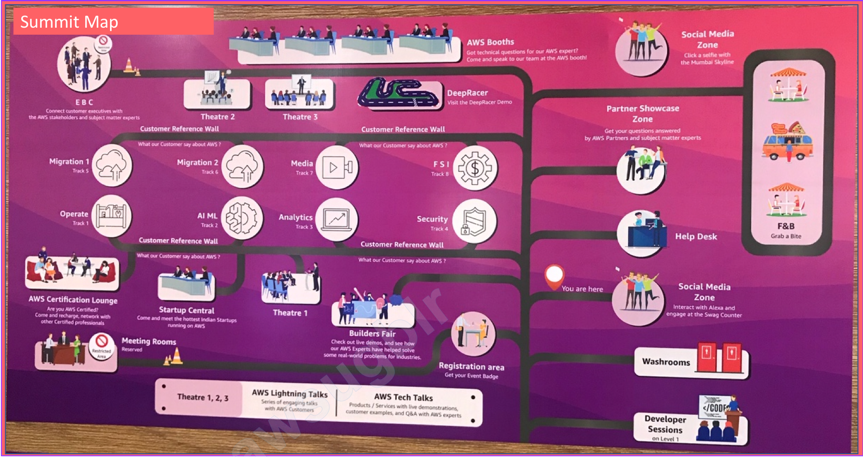 Summit Map
AWS Booths
Got technical questions for our AWS expert?
Come and speak to our team at the AWS booth!
Social Media
Zone
Click a selfie with
the Mumbai Skyline
Restricted
Area
E B C
Connect customer executives with
the AWS stakeholders and subject matter experts
Theatre 2
Theatre 3
DeepRacer
Visit the DeepRacer Demo
Partner Showcase
Zone
Get your questions answered
by AWS Partners and subject matter experts
Customer Reference Wall
What our Customer say about AWS ?
Customer Reference Wall
What our Customer say about AWS ?
Migration 1
Track 5
Migration 2
Track 6
Media
Track 7
F S I
Track 8
Operate
Track 1
AI ML
Track 2
Analytics
Track 3
Security
Track 4
F&B
Grab a Bite
Help Desk
Customer Reference Wall
What our Customer say about AWS ?
Customer Reference Wall
What our Customer say about AWS ?
You are here
Social Media
Zone
Interact with Alexa and
engage at the Swag Counter
AWS Certification Lounge
Are you AWS Certified?
Come and recharge, network with
other Certified professionals
Startup Central
Come and meet the hottest Indian Startups
running on AWS
Theatre 1
Builders Fair
Check out live demos, and see how
our AWS Experts have helped solve
some real-world problems for industries.
Meeting Rooms
Reserved
Restricted
Area
Registration area
Get your Event Badge
Washrooms
Theatre 1, 2, 3
AWS Lightning Talks
Series of engaging talks
with AWS Customers
AWS Tech Talks
Products / Services with live demonstrations,
customer examples, and Q&A with AWS experts
</CODE>
Developer
Sessions
on Level 1